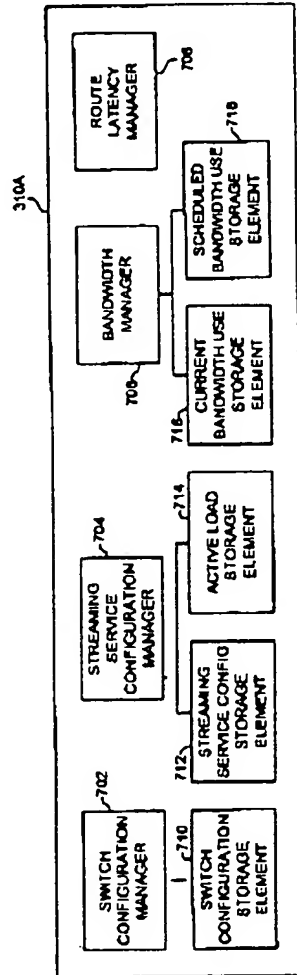 310A
702
SWITCH
CONFIGURATION
MANAGER
704
STREAMING
SERVICE
CONFIGURATION
MANAGER
BANDWIDTH
MANAGER
706
ROUTE
LATENCY
MANAGER
708
710
SWITCH
CONFIGURATION
STORAGE
ELEMENT
712
STREAMING
SERVICE CONFIG
STORAGE
ELEMENT
714
ACTIVE LOAD
STORAGE
ELEMENT
716
CURRENT
BANDWIDTH USE
STORAGE
ELEMENT
718
SCHEDULED
BANDWIDTH USE
STORAGE
ELEMENT